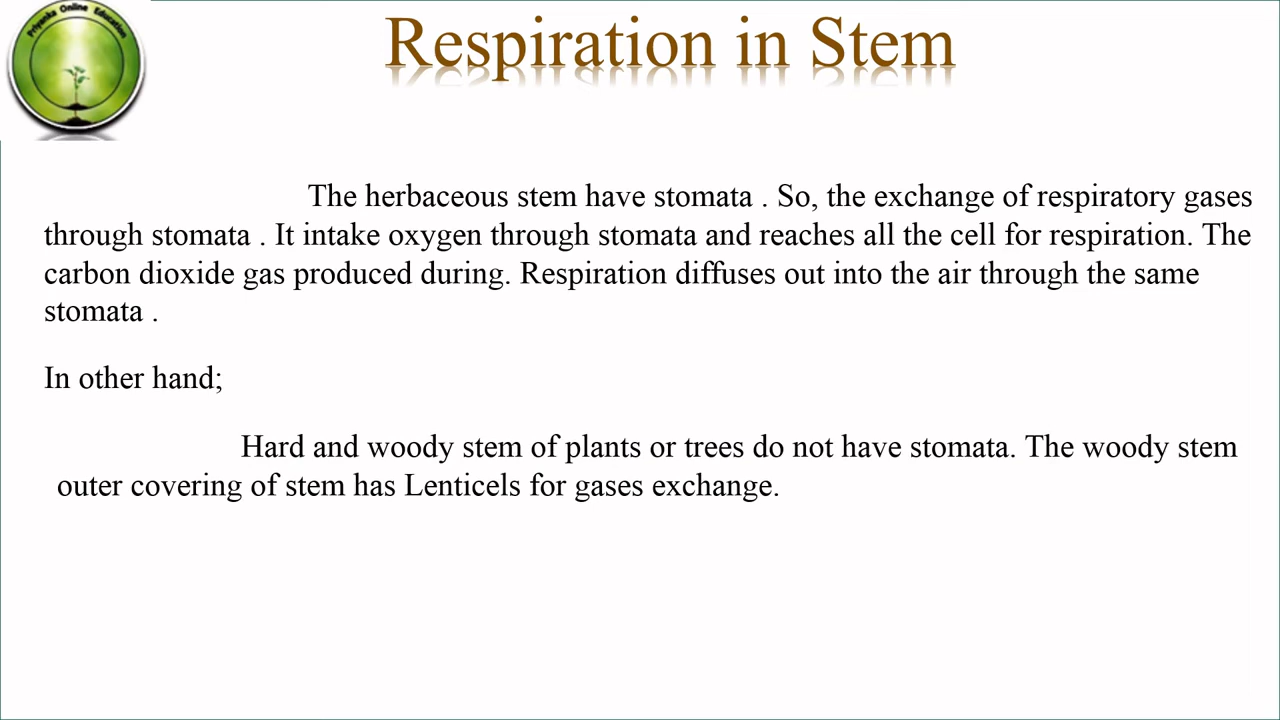 Priyanka Online Education
Respiration in Stem
The herbaceous stem have stomata . So, the exchange of respiratory gases
through stomata . It intake oxygen through stomata and reaches all the cell for respiration. The
carbon dioxide gas produced during. Respiration diffuses out into the air through the same
stomata .
In other hand;
Hard and woody stem of plants or trees do not have stomata. The woody stem
outer covering of stem has Lenticels for gases exchange.